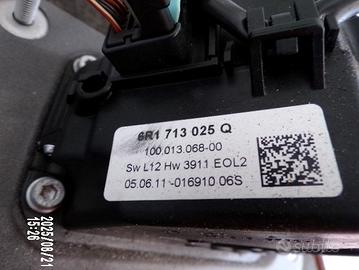 6R1 713 025 Q
100.013.068-00
Sw L12 Hw 3911 EOL2
05.06.11 -016910 06S
2025/08/21
15:26
subito